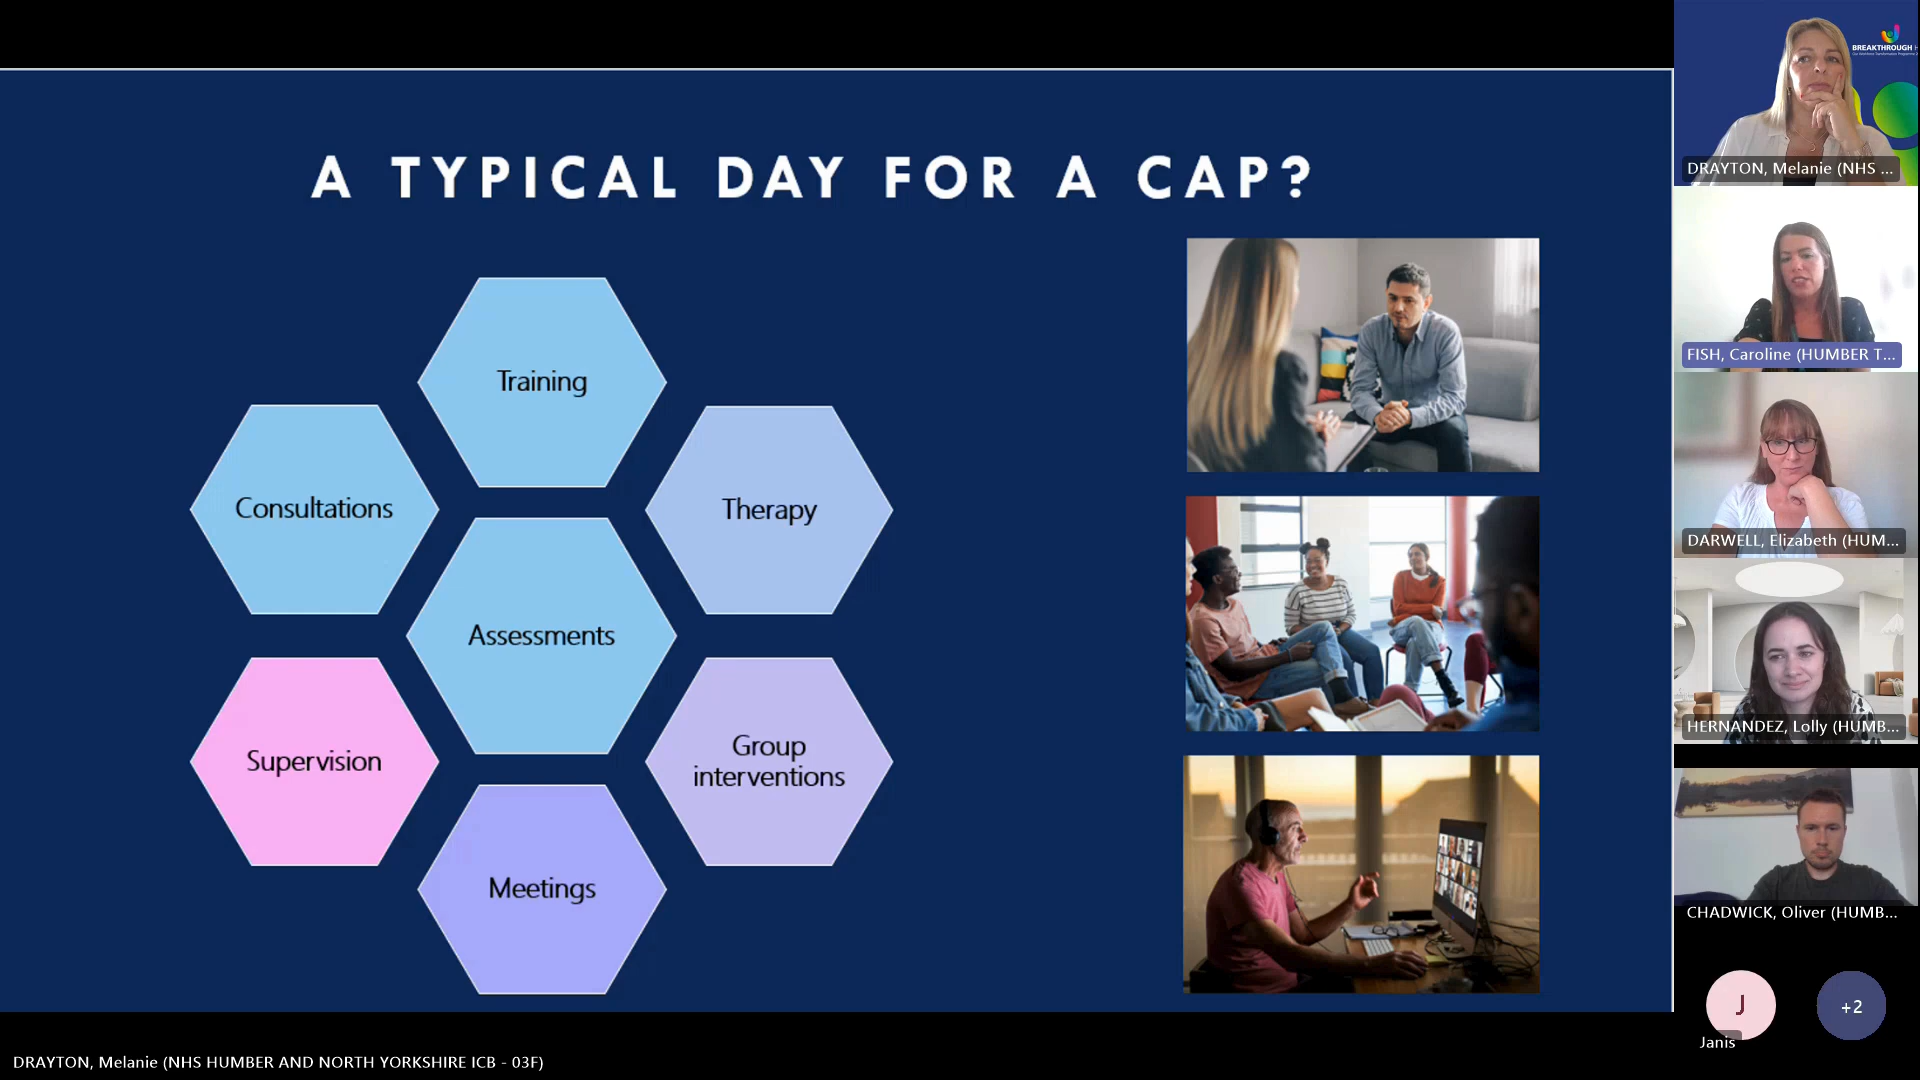 A TYPICAL DAY FOR A CAP?
Training
Consultations
Therapy
Assessments
Supervision
Group
interventions
Meetings
BREAKTHROUGH
DRAYTON, Melanie (NHS ...
FISH, Caroline (HUMBER T...
DARWELL, Elizabeth (HUM...
HERNANDEZ, Lolly (HUMB...
CHADWICK, Oliver (HUMB...
J
+2
Janis
DRAYTON, Melanie (NHS HUMBER AND NORTH YORKSHIRE ICB - 03F)